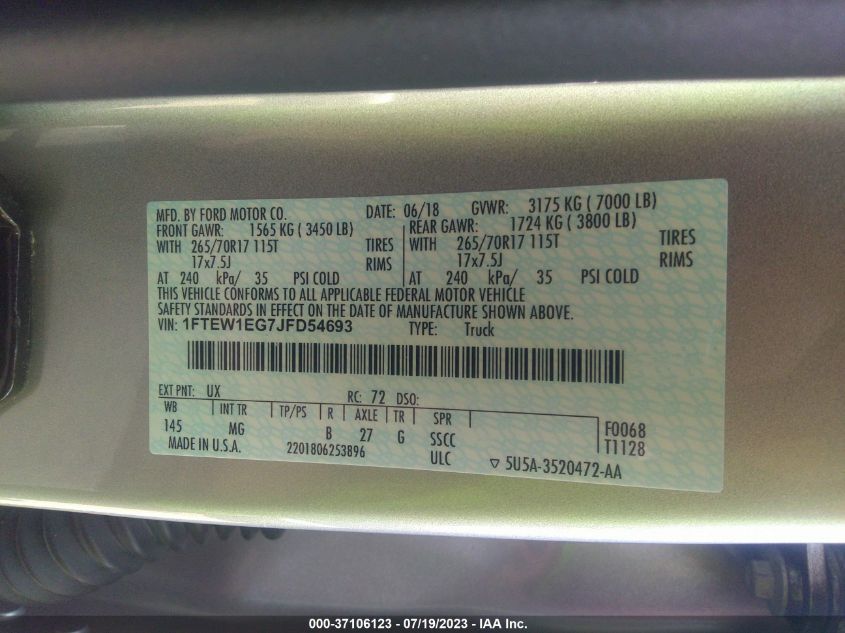 MFD. BY FORD MOTOR CO. DATE: 06/18 GVWR: 3175 KG ( 7000 LB)
FRONT GAWR: 1565 KG ( 3450 LB) REAR GAWR: 1724 KG ( 3800 LB)
WITH 265/70R17 115T TIRES WITH 265/70R17 115T TIRES
17x7.5J RIMS 17x7.5J RIMS
AT 240 kPa/ 35 PSI COLD AT 240 kPa/ 35 PSI COLD
THIS VEHICLE CONFORMS TO ALL APPLICABLE FEDERAL MOTOR VEHICLE
SAFETY STANDARDS IN EFFECT ON THE DATE OF MANUFACTURE SHOWN ABOVE.
VIN: 1FTEW1EG7JFD54693 TYPE: Truck
EXT PNT: UX RC: 72 DSO:
WB INT TR TP/PS R AXLE TR SPR F0068
145 MG B 27 G SSCC T1128
MADE IN U.S.A. 2201806253896 ULC ▽ 5U5A-3520472-AA
000-37106123 - 07/19/2023 - IAA Inc.